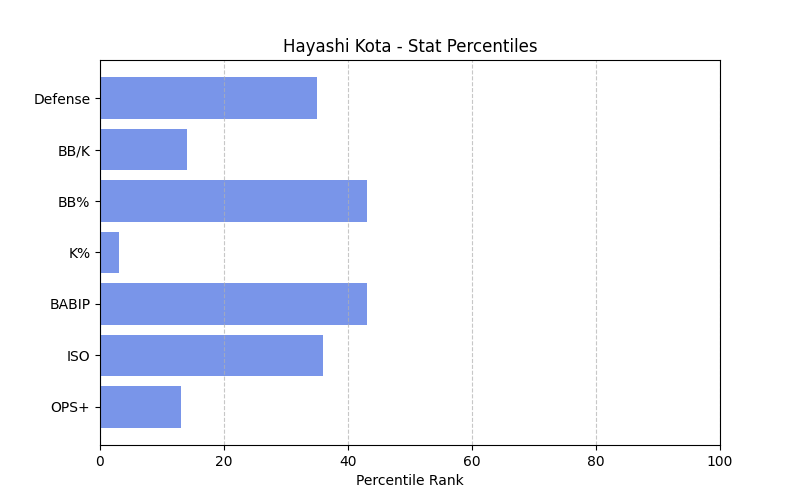 Hayashi Kota - Stat Percentiles
Defense
BB/K
BB%
K%
BABIP
ISO
OPS+
0 20 40 60 80 100
Percentile Rank